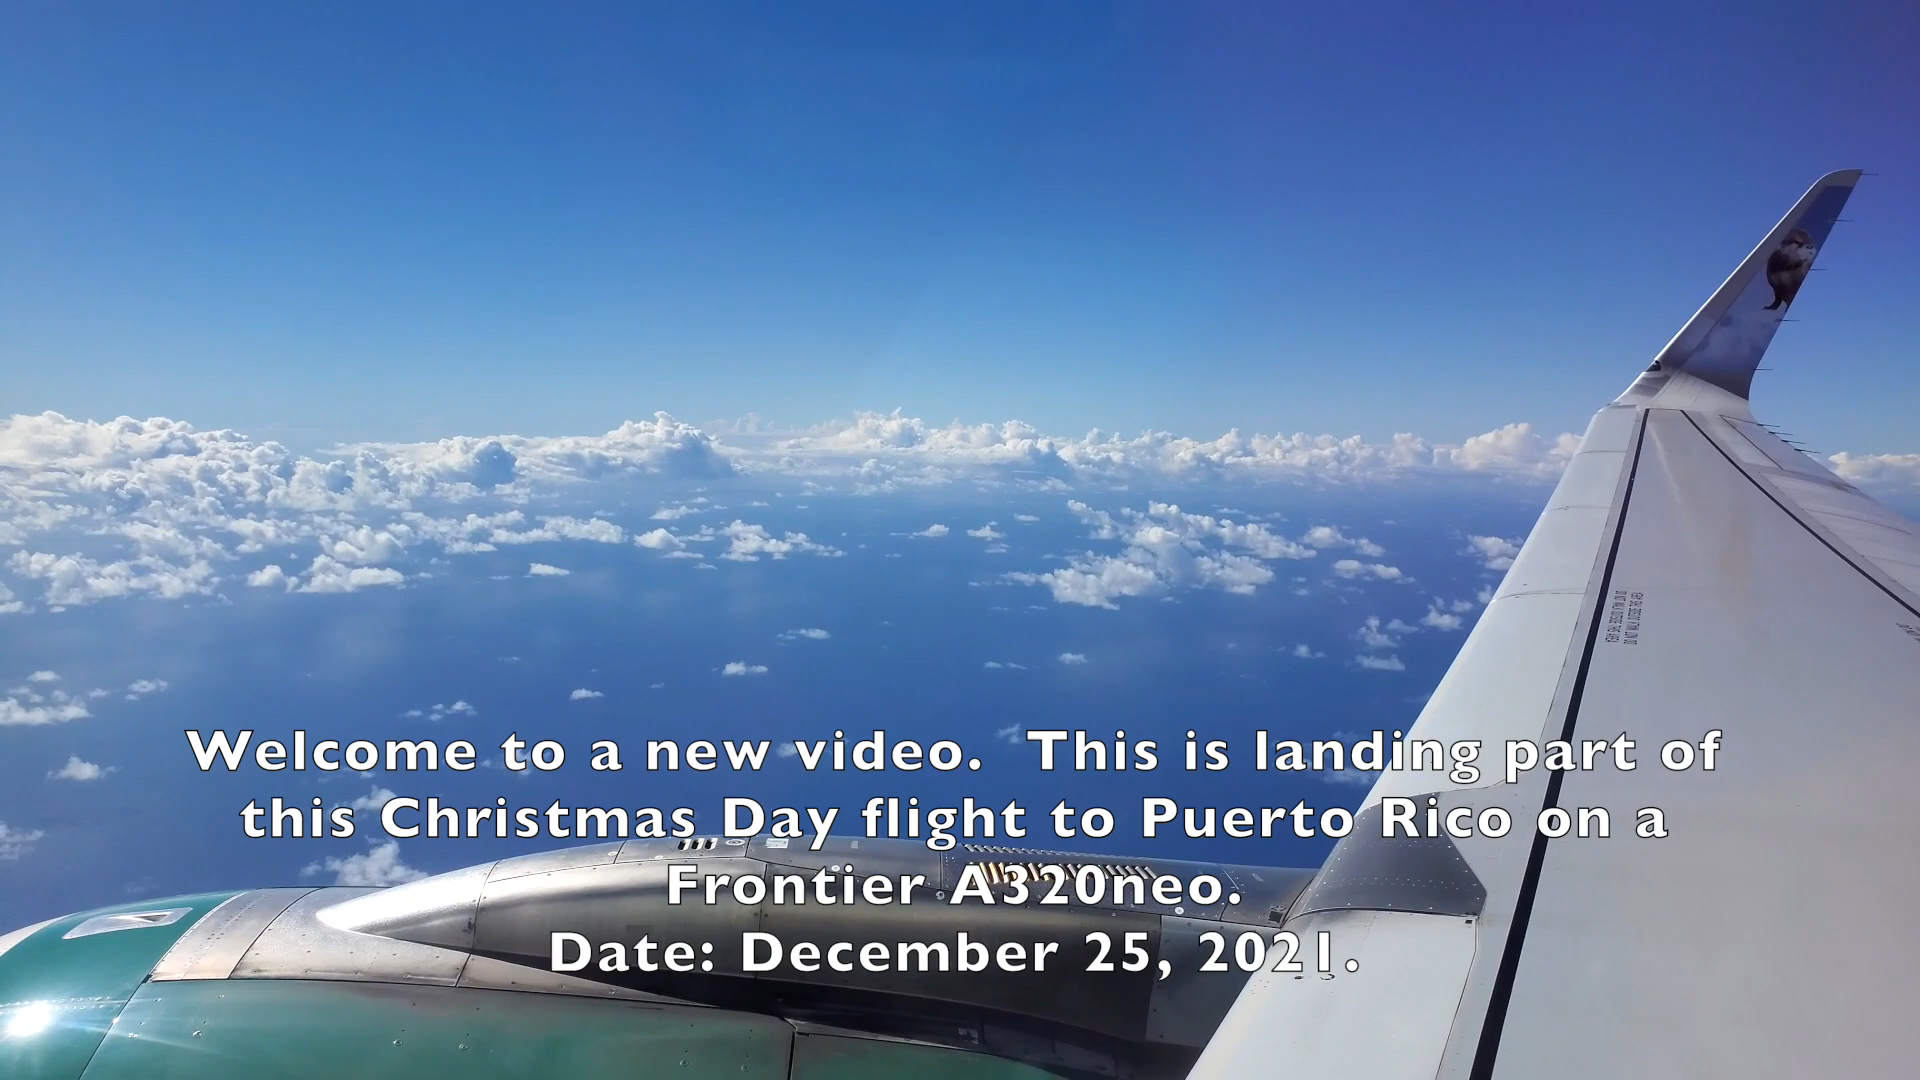 Welcome to a new video.  This is landing part of
this Christmas Day flight to Puerto Rico on a
Frontier A320neo.
Date: December 25, 2021.